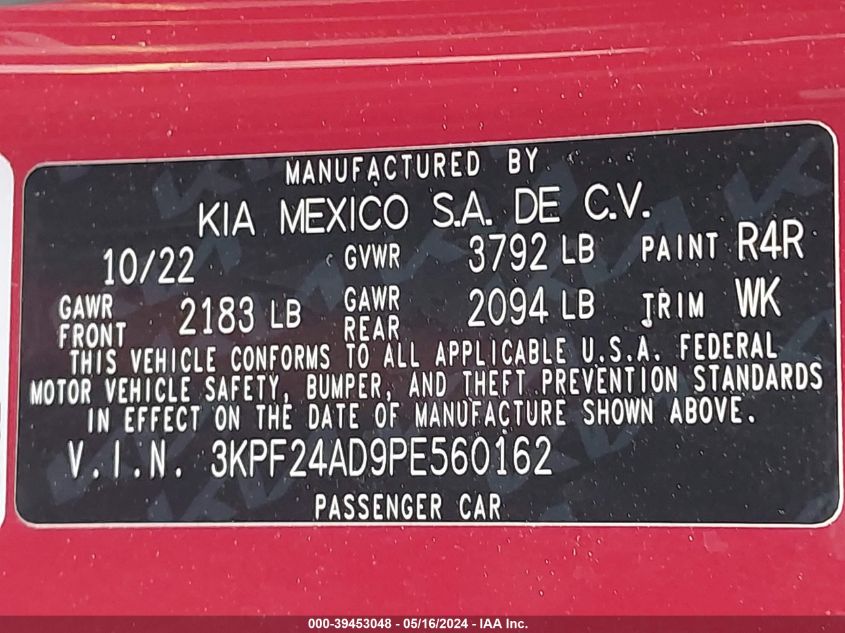 MANUFACTURED BY
KIA MEXICO S.A. DE C.V.
10/22 GVWR 3792 LB PAINT R4R
GAWR FRONT 2183 LB GAWR REAR 2094 LB TRIM WK
THIS VEHICLE CONFORMS TO ALL APPLICABLE U.S.A. FEDERAL
MOTOR VEHICLE SAFETY, BUMPER, AND THEFT PREVENTION STANDARDS
IN EFFECT ON THE DATE OF MANUFACTURE SHOWN ABOVE.
V.I.N. 3KPF24AD9PE560162
PASSENGER CAR
000-39453048 - 05/16/2024 - IAA Inc.